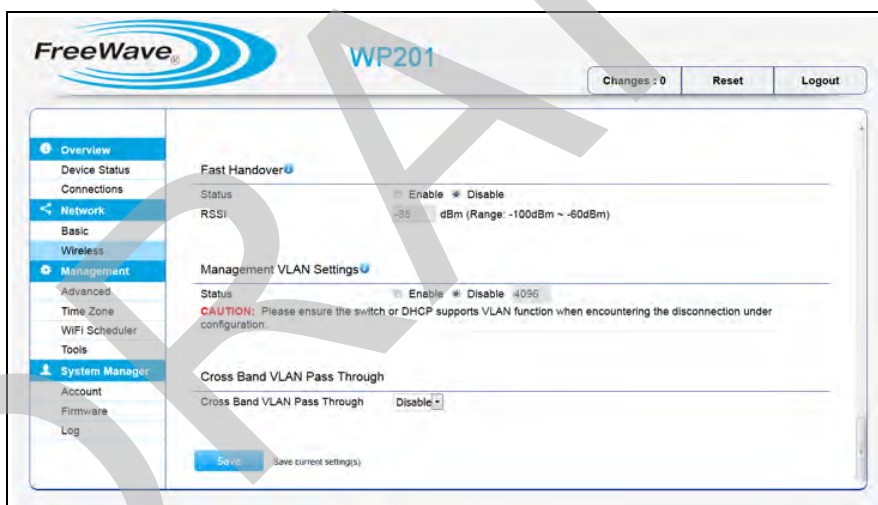 FreeWave®
WP201
Changes : 0 Reset Logout
Overview
Device Status
Connections
Network
Basic
Wireless
Management
Advanced
Time Zone
WiFi Scheduler
Tools
System Manager
Account
Firmware
Log
Fast Handover
Status Enable Disable
RSSI -85 dBm (Range: -100dBm ~ -60dBm)
Management VLAN Settings
Status Enable Disable 4096
CAUTION: Please ensure the switch or DHCP supports VLAN function when encountering the disconnection under
configuration.
Cross Band VLAN Pass Through
Cross Band VLAN Pass Through Disable
Save Save current setting(s)